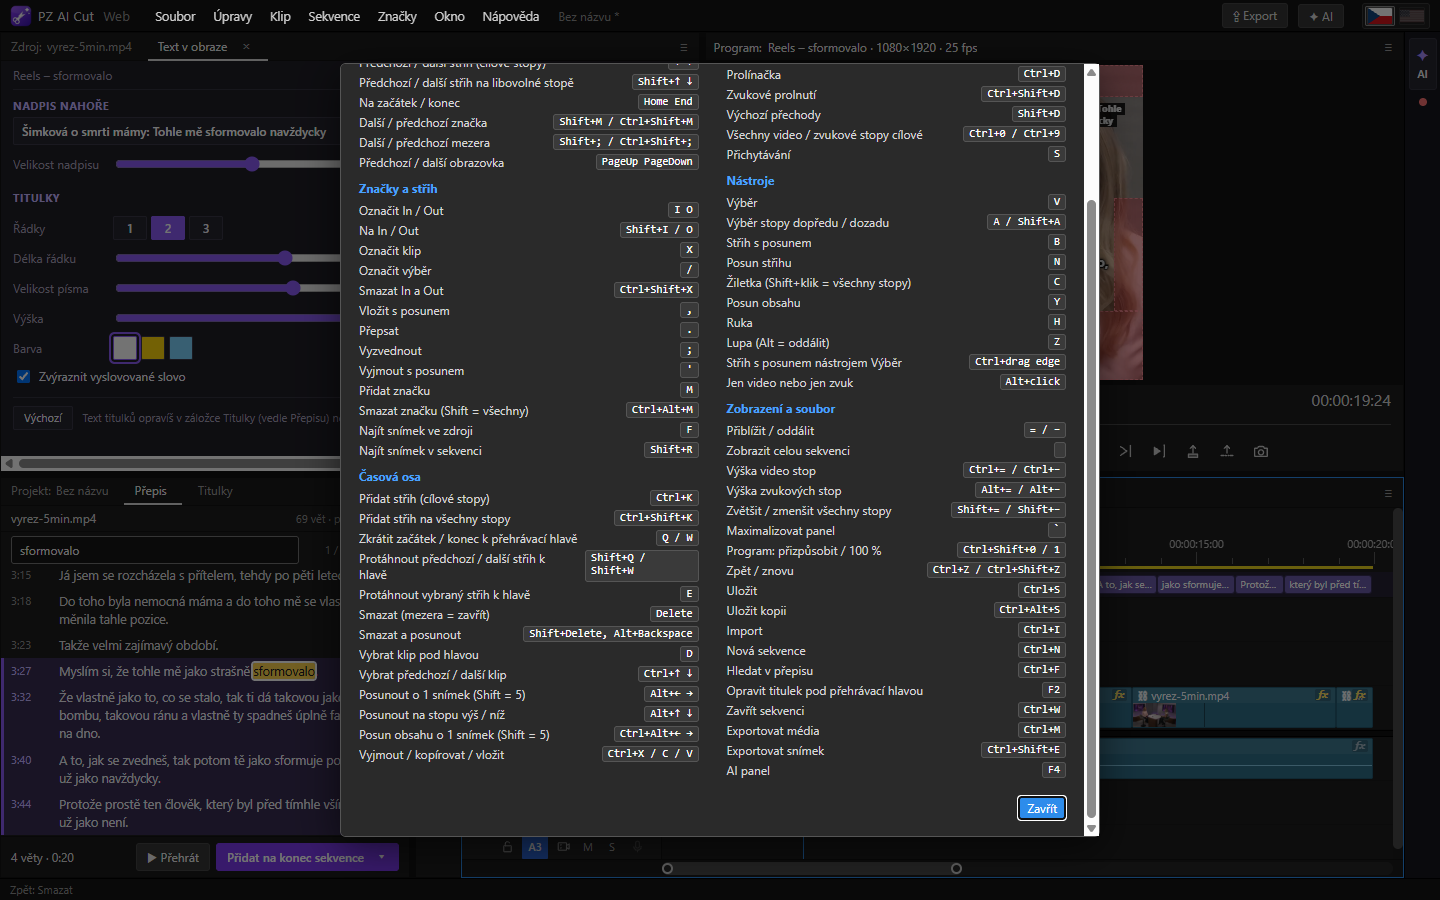 PZ AI Cut Web
Soubor Úpravy Klip Sekvence Značky Okno Nápověda Bez názvu *
Export AI
Zdroj: vyrez-5min.mp4 Text v obraze ×
Program: Reels – sformovalo · 1080×1920 · 25 fps
AI
Reels – sformovalo
NADPIS NAHOŘE
Šimková o smrti mámy: Tohle mě sformovalo navždycky
Velikost nadpisu
TITULKY
Řádky 1 2 3
Délka řádku
Velikost písma
Výška
Barva
Zvýraznit vyslovované slovo
Výchozí Text titulků opravíš v záložce Titulky (vedle Přepisu)
Předchozí / další střih na libovolné stopě Shift+↑ ↓
Na začátek / konec Home End
Další / předchozí značka Shift+M / Ctrl+Shift+M
Další / předchozí mezera Shift+; / Ctrl+Shift+;
Předchozí / další obrazovka PageUp PageDown
Značky a střih
Označit In / Out I O
Na In / Out Shift+I / O
Označit klip X
Označit výběr /
Smazat In a Out Ctrl+Shift+X
Vložit s posunem ,
Přepsat .
Vyzvednout ;
Vyjmout s posunem '
Přidat značku M
Smazat značku (Shift = všechny) Ctrl+Alt+M
Najít snímek ve zdroji F
Najít snímek v sekvenci Shift+R
Časová osa
Přidat střih (cílové stopy) Ctrl+K
Přidat střih na všechny stopy Ctrl+Shift+K
Zkrátit začátek / konec k přehrávací hlavě Q / W
Protáhnout předchozí / další střih k
hlavě
Shift+Q /
Shift+W
Protáhnout vybraný střih k hlavě E
Smazat (mezera = zavřít) Delete
Smazat a posunout Shift+Delete, Alt+Backspace
Vybrat klip pod hlavou D
Vybrat předchozí / další klip Ctrl+↑ ↓
Posunout o 1 snímek (Shift = 5) Alt+← →
Posunout na stopu výš / níž Alt+↑ ↓
Posun obsahu o 1 snímek (Shift = 5) Ctrl+Alt+← →
Vyjmout / kopírovat / vložit Ctrl+X / C / V
Prolínačka Ctrl+D
Zvukové prolnutí Ctrl+Shift+D
Výchozí přechody Shift+D
Všechny video / zvukové stopy cílové Ctrl+0 / Ctrl+9
Přichytávání S
Nástroje
Výběr V
Výběr stopy dopředu / dozadu A / Shift+A
Střih s posunem B
Posun střihu N
Žiletka (Shift+klik = všechny stopy) C
Posun obsahu Y
Ruka H
Lupa (Alt = oddálit) Z
Střih s posunem nástrojem Výběr Ctrl+drag edge
Jen video nebo jen zvuk Alt+click
Zobrazení a soubor
Přiblížit / oddálit = / −
Zobrazit celou sekvenci
Výška video stop Ctrl+= / Ctrl+−
Výška zvukových stop Alt+= / Alt+−
Zvětšit / zmenšit všechny stopy Shift+= / Shift+−
Maximalizovat panel `
Program: přizpůsobit / 100 % Ctrl+Shift+0 / 1
Zpět / znovu Ctrl+Z / Ctrl+Shift+Z
Uložit Ctrl+S
Uložit kopii Ctrl+Alt+S
Import Ctrl+I
Nová sekvence Ctrl+N
Hledat v přepisu Ctrl+F
Opravit titulek pod přehrávací hlavou F2
Zavřít sekvenci Ctrl+W
Exportovat média Ctrl+M
Exportovat snímek Ctrl+Shift+E
AI panel F4
Zavřít
00:00:19:24
Projekt: Bez názvu Přepis Titulky
vyrez-5min.mp4 69 vět
sformovalo 1 /
3:15 Já jsem se rozcházela s přítelem, tehdy po pěti
3:18 Do toho byla nemocná máma a do toho mě se
měnila tahle pozice.
3:23 Takže velmi zajímavý období.
3:27 Myslím si, že tohle mě jako strašně sformovalo
3:32 Že vlastně jako to, co se stalo, tak ti dá takovou
bombu, takovou ránu a vlastně ty spadneš úplně
na dno.
3:40 A to, jak se zvedneš, tak potom tě jako sformuje
už jako navždycky.
3:44 Protože prostě ten člověk, který byl před tímhle
už jako není.
4 věty · 0:20 Přehrát Přidat na konec sekvence
Zpět: Smazat
00:00:15:00
A to, jak se... jako sformuje... Protož... který byl před tí...
fx vyrez-5min.mp4 fx fx
fx
A3 M S